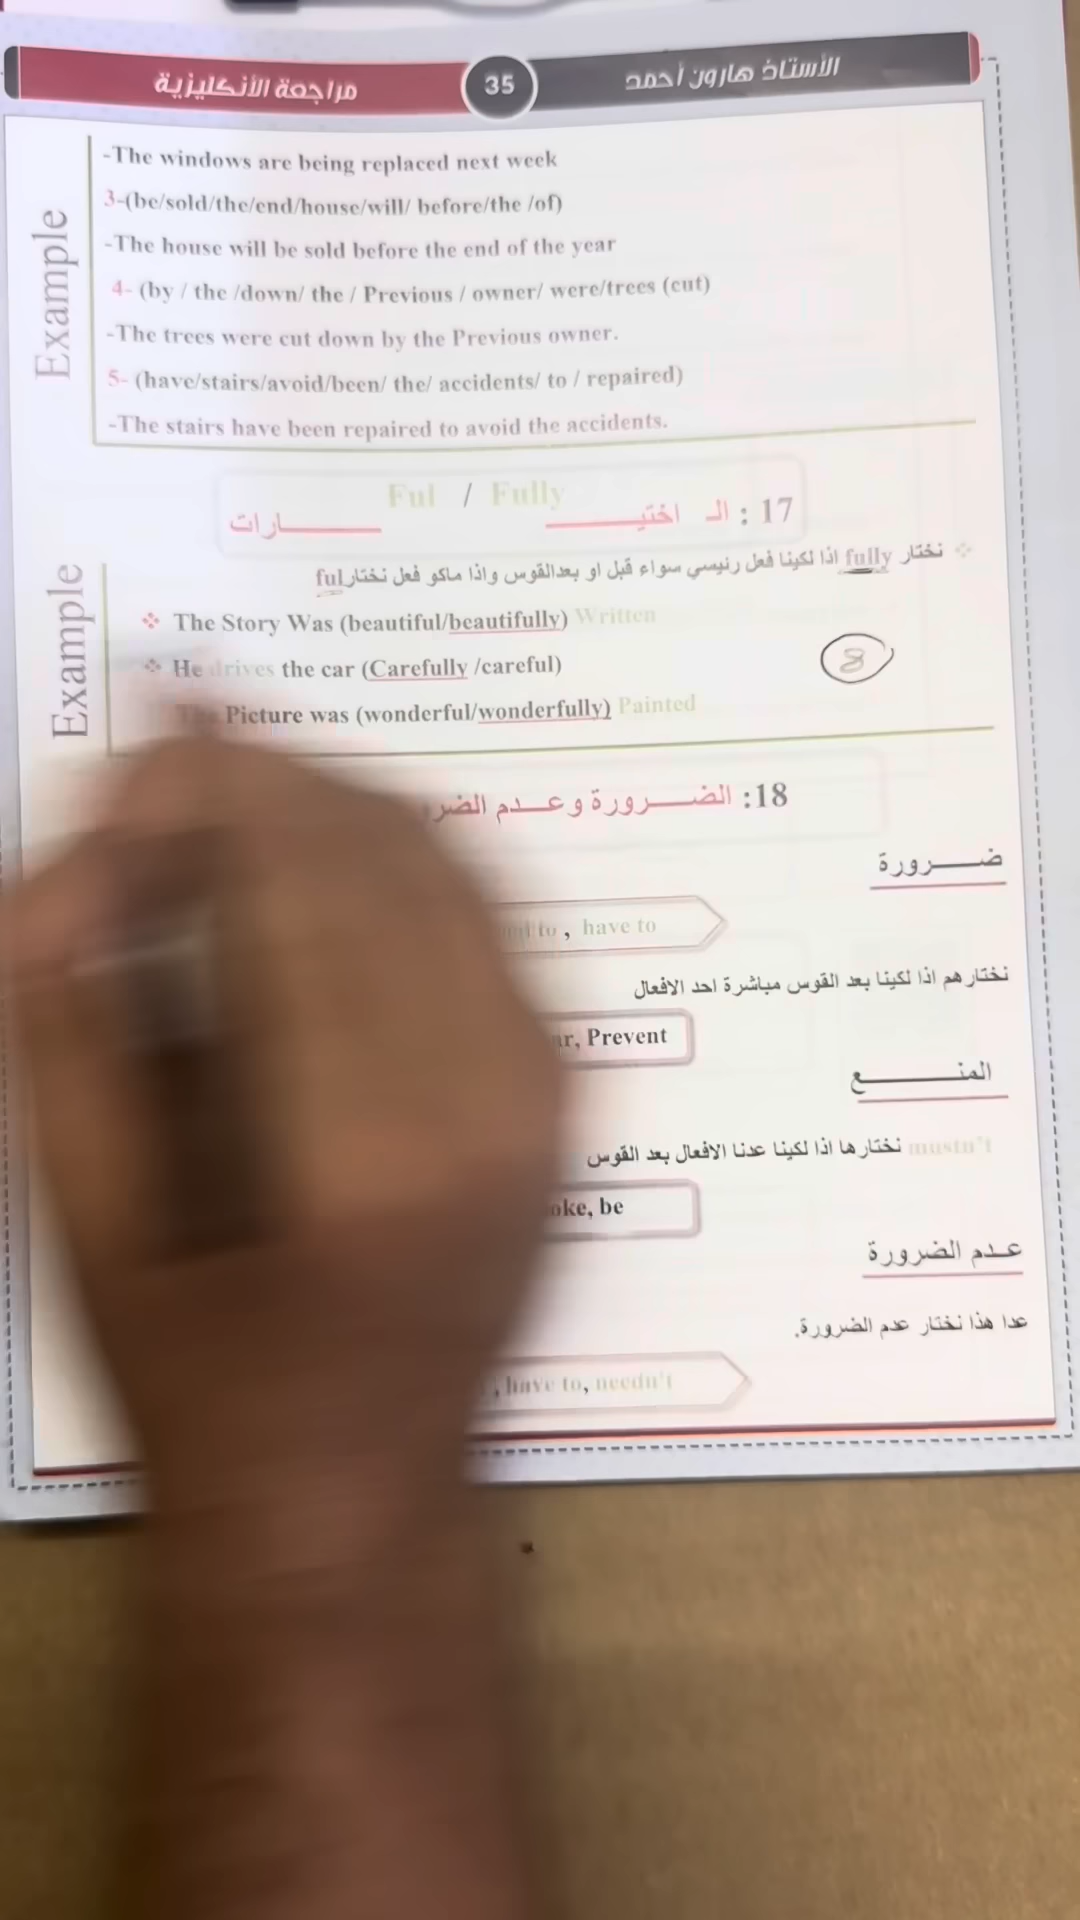 الأستاذ هارون أحمد
35
مراجعة الأنكليزية
Example
-The windows are being replaced next week
3-(be/sold/the/end/house/will/ before/the /of)
-The house will be sold before the end of the year
4- (by / the /down/ the / Previous / owner/ were/trees (cut)
-The trees were cut down by the Previous owner.
5- (have/stairs/avoid/been/ the/ accidents/ to / repaired)
-The stairs have been repaired to avoid the accidents.
17 : الـ اختيـــــــارات Ful / Fully
نختار fully اذا لكينا فعل رئيسي سواء قبل او بعدالقوس واذا ماكو فعل نختار ful
Example
The Story Was (beautiful/beautifully) Written
He drives the car (Carefully /careful)
8
Picture was (wonderful/wonderfully) Painted
18: الضـــــرورة و عـــدم
ضـــــرورة
, have to
نختارهم اذا لكينا بعد القوس مباشرة احد الافعال
, Prevent
المنـــــــــع
mustn't نختارها اذا لكينا عدنا الافعال بعد القوس
, be
عـدم الضرورة
عدا هذا نختار عدم الضرورة.
, have to, needn't